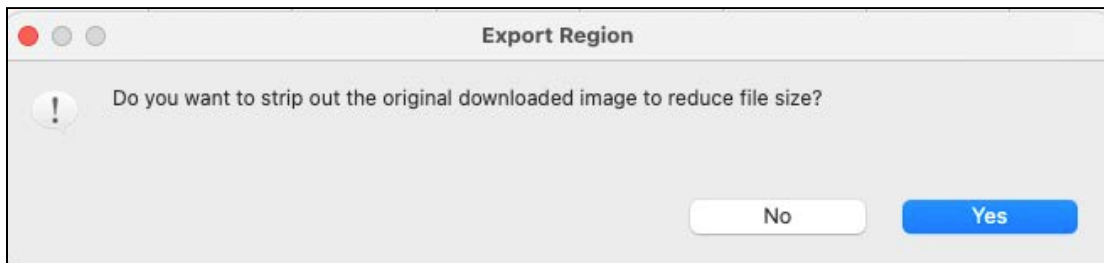 Export Region
Do you want to strip out the original downloaded image to reduce file size?
No
Yes